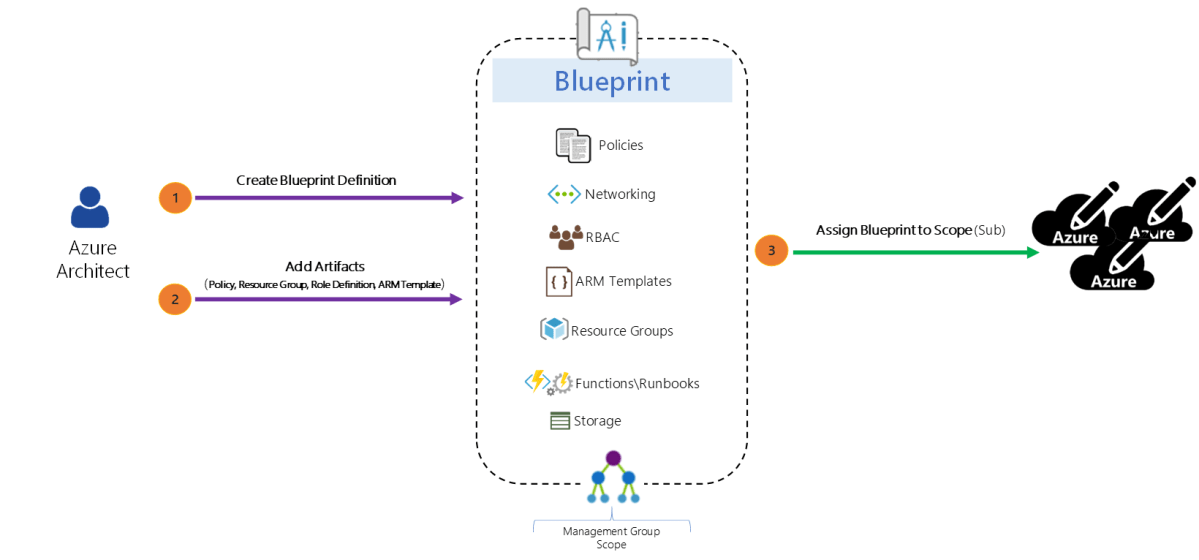 Blueprint
Policies
Networking
RBAC
ARM Templates
Resource Groups
Functions\Runbooks
Storage
Management Group
Scope
Azure
Architect
1
Create Blueprint Definition
2
Add Artifacts
(Policy, Resource Group, Role Definition, ARM Template)
3
Assign Blueprint to Scope (Sub)
Azure
Azure
Azure